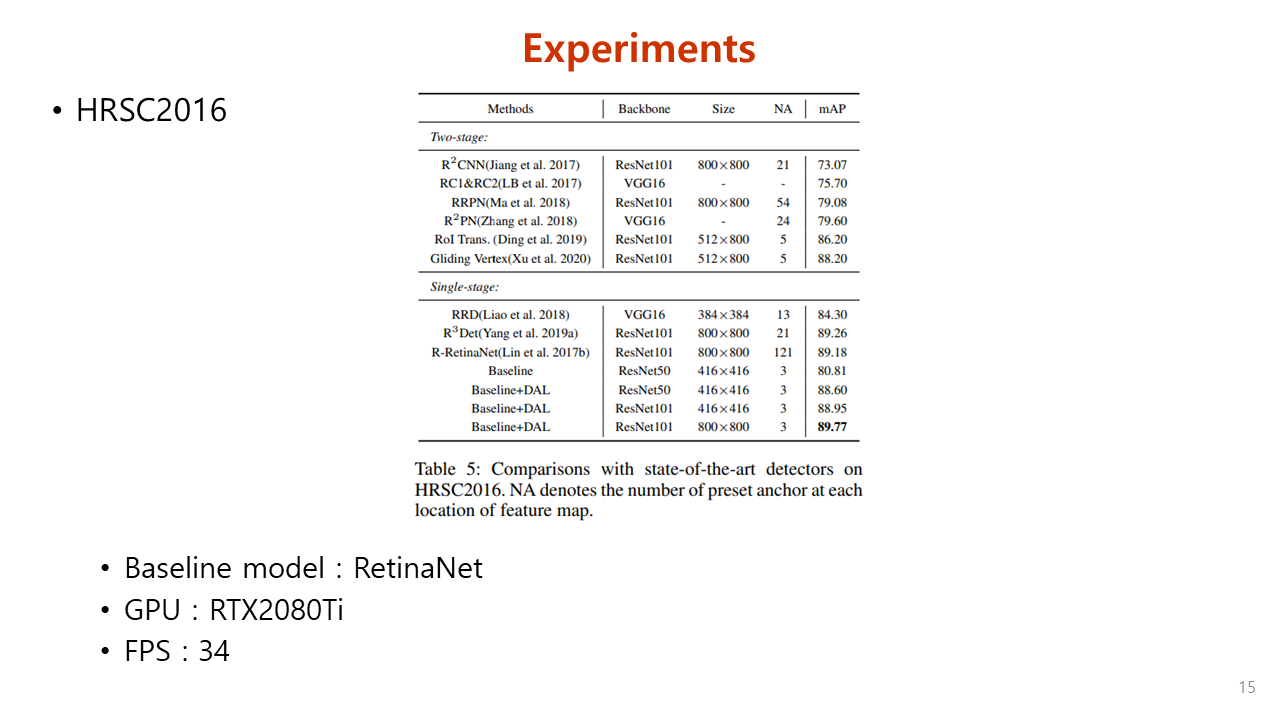 Experiments
• HRSC2016
Methods Backbone Size NA mAP
Two-stage:
R²CNN(Jiang et al. 2017) ResNet101 800×800 21 73.07
RC1&RC2(LB et al. 2017) VGG16 - - 75.70
RRPN(Ma et al. 2018) ResNet101 800×800 54 79.08
R²PN(Zhang et al. 2018) VGG16 - 24 79.60
RoI Trans. (Ding et al. 2019) ResNet101 512×800 5 86.20
Gliding Vertex(Xu et al. 2020) ResNet101 512×800 5 88.20
Single-stage:
RRD(Liao et al. 2018) VGG16 384×384 13 84.30
R³Det(Yang et al. 2019a) ResNet101 800×800 21 89.26
R-RetinaNet(Lin et al. 2017b) ResNet101 800×800 121 89.18
Baseline ResNet50 416×416 3 80.81
Baseline+DAL ResNet50 416×416 3 88.60
Baseline+DAL ResNet101 416×416 3 88.95
Baseline+DAL ResNet101 800×800 3 89.77
Table 5: Comparisons with state-of-the-art detectors on
HRSC2016. NA denotes the number of preset anchor at each
location of feature map.
• Baseline model : RetinaNet
• GPU : RTX2080Ti
• FPS : 34
15